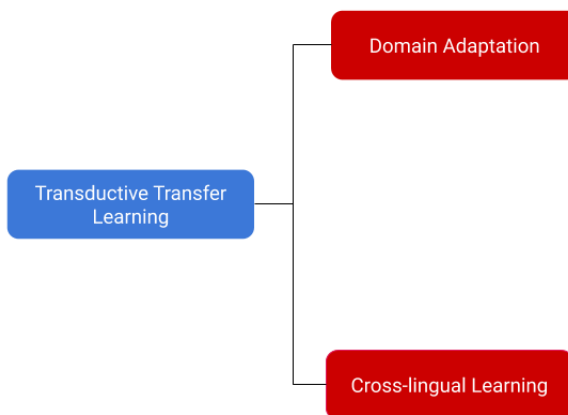 Domain Adaptation
Transductive Transfer
Learning
Cross-lingual Learning